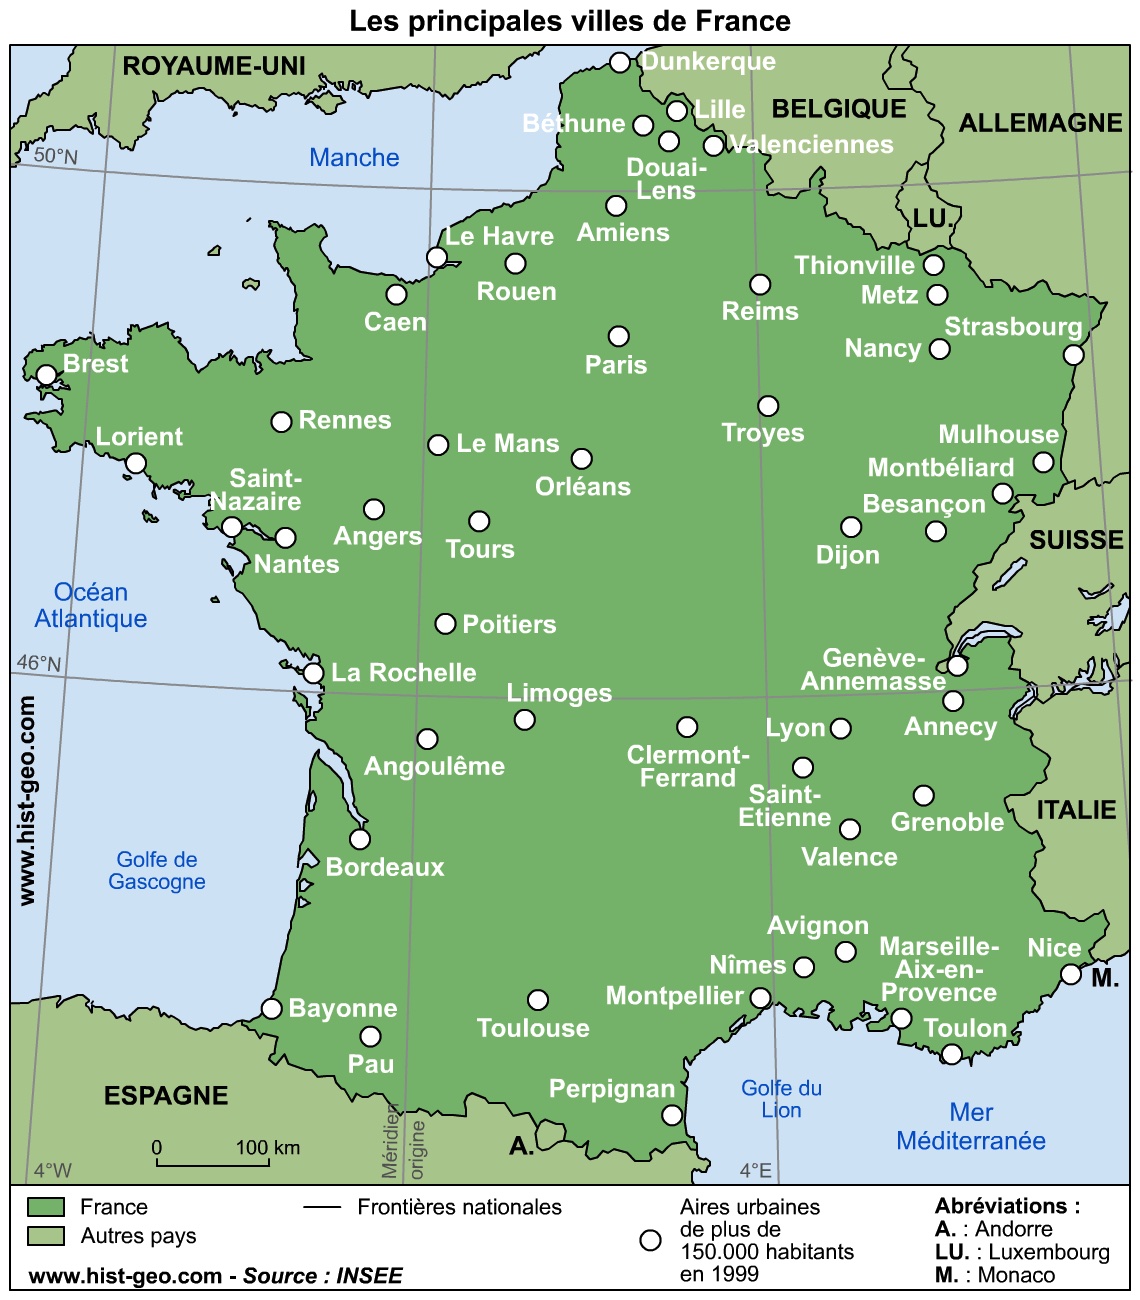 Les principales villes de France
ROYAUME-UNI
Dunkerque
BELGIQUE
ALLEMAGNE
Lille
Béthune
Valenciennes
Douai-
Lens
50°N
Manche
Amiens
LU.
Le Havre
Rouen
Caen
Thionville
Metz
Reims
Strasbourg
Nancy
Paris
Brest
Rennes
Lorient
Le Mans
Troyes
Mulhouse
Orléans
Montbéliard
Saint-
Nazaire
Besançon
Angers
Tours
Dijon
SUISSE
Nantes
Océan
Atlantique
Poitiers
46°N
La Rochelle
Genève-
Annemasse
Limoges
Annecy
Lyon
Angoulême
Clermont-
Ferrand
Saint-
Etienne
ITALIE
Grenoble
Valence
www.hist-geo.com
Bordeaux
Golfe de
Gascogne
Avignon
Nîmes
Marseille-
Aix-en-
Provence
Nice
M.
Montpellier
Bayonne
Toulouse
Toulon
Pau
Perpignan
ESPAGNE
Golfe du
Lion
Mer
Méditerranée
A.
0 100 km
Méridien
origine
4°W
4°E
France
Autres pays
Frontières nationales
Aires urbaines
de plus de
150.000 habitants
en 1999
Abréviations :
A. : Andorre
LU. : Luxembourg
M. : Monaco
www.hist-geo.com - Source : INSEE